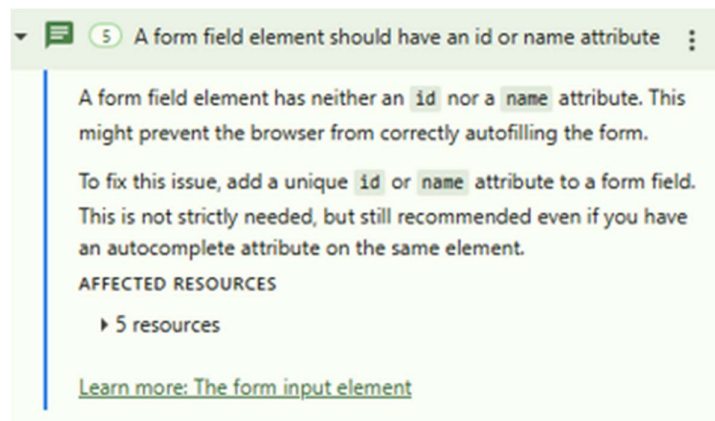 5 A form field element should have an id or name attribute
A form field element has neither an id nor a name attribute. This
might prevent the browser from correctly autofilling the form.
To fix this issue, add a unique id or name attribute to a form field.
This is not strictly needed, but still recommended even if you have
an autocomplete attribute on the same element.
AFFECTED RESOURCES
5 resources
Learn more: The form input element